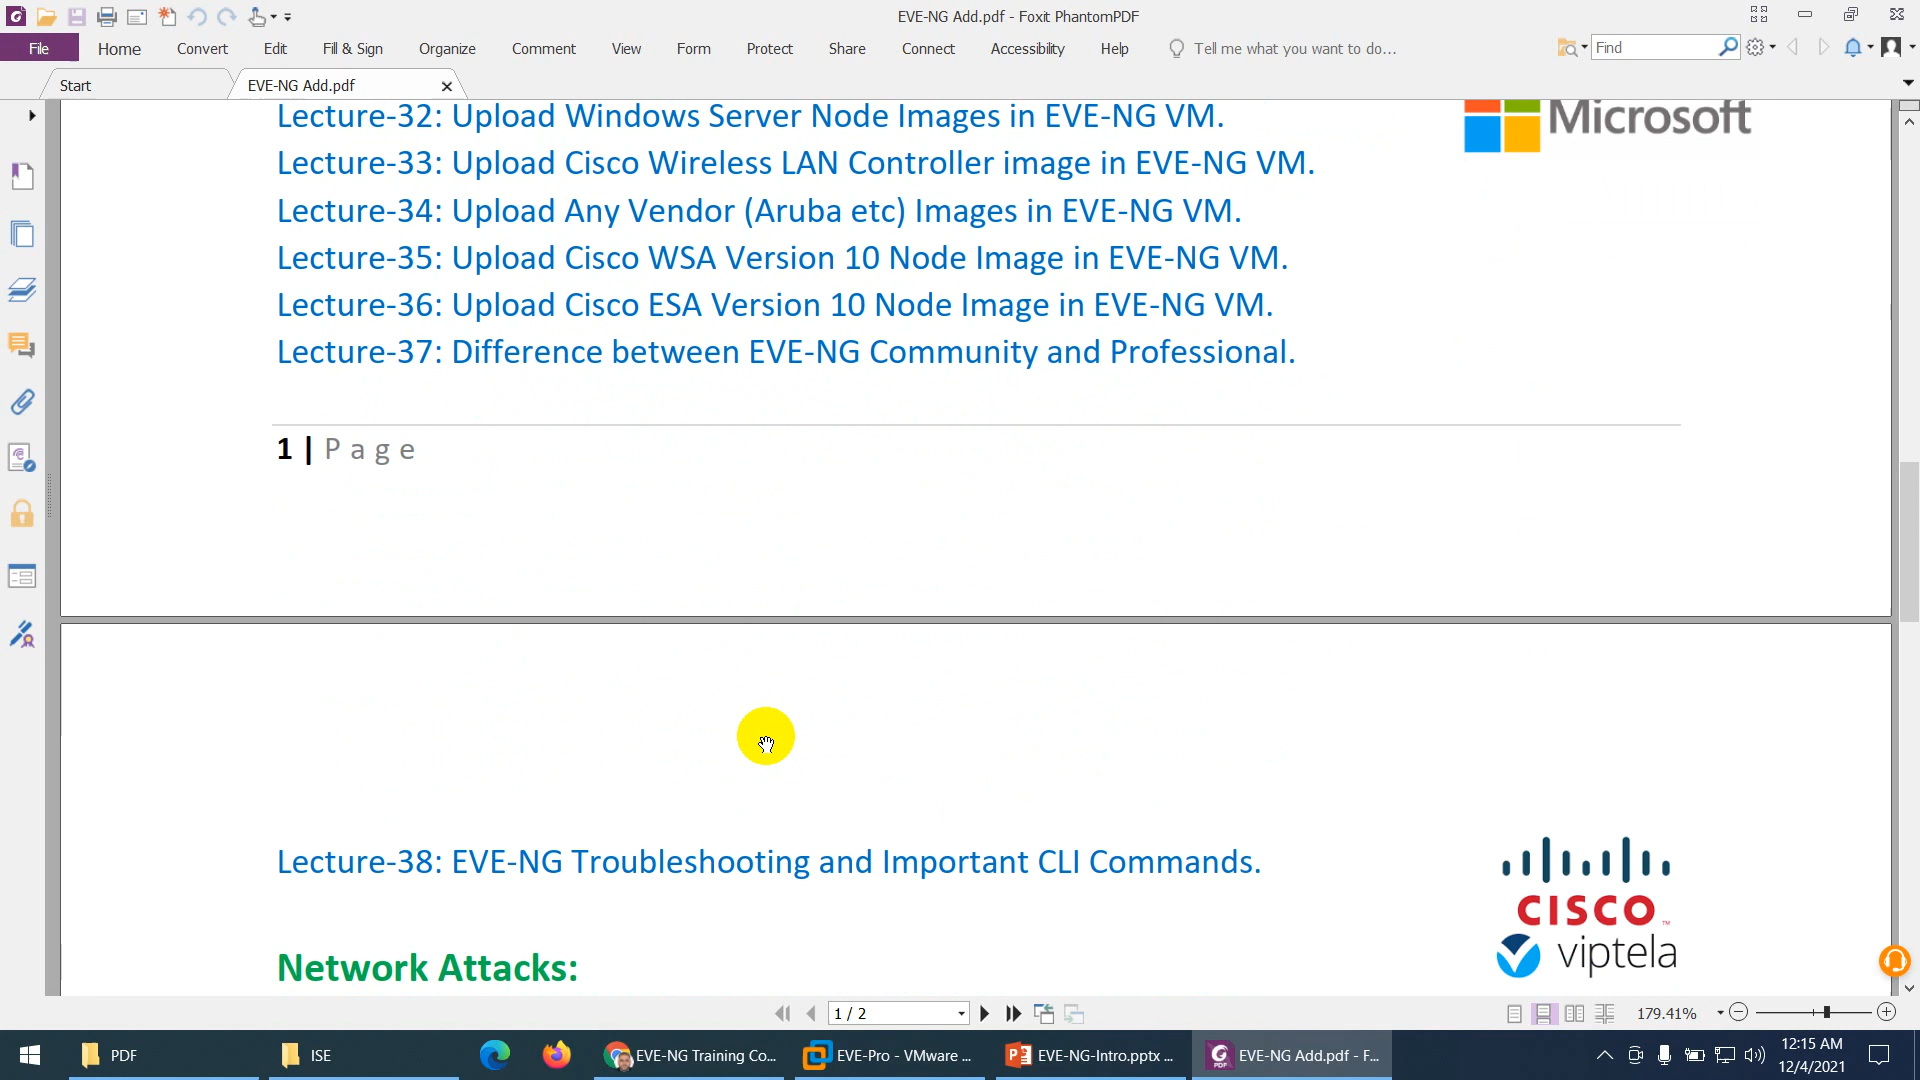 EVE-NG Add.pdf - Foxit PhantomPDF
File Home Convert Edit Fill & Sign Organize Comment View Form Protect Share Connect Accessibility Help Tell me what you want to do... Find
Start EVE-NG Add.pdf
Lecture-32: Upload Windows Server Node Images in EVE-NG VM.
Microsoft
Lecture-33: Upload Cisco Wireless LAN Controller image in EVE-NG VM.
Lecture-34: Upload Any Vendor (Aruba etc) Images in EVE-NG VM.
Lecture-35: Upload Cisco WSA Version 10 Node Image in EVE-NG VM.
Lecture-36: Upload Cisco ESA Version 10 Node Image in EVE-NG VM.
Lecture-37: Difference between EVE-NG Community and Professional.
1 | Page
Lecture-38: EVE-NG Troubleshooting and Important CLI Commands.
CISCO
viptela
Network Attacks:
1 / 2 179.41%
PDF ISE EVE-NG Training Co... EVE-Pro - VMware ... EVE-NG-Intro.pptx ... EVE-NG Add.pdf - F... 12:15 AM
12/4/2021